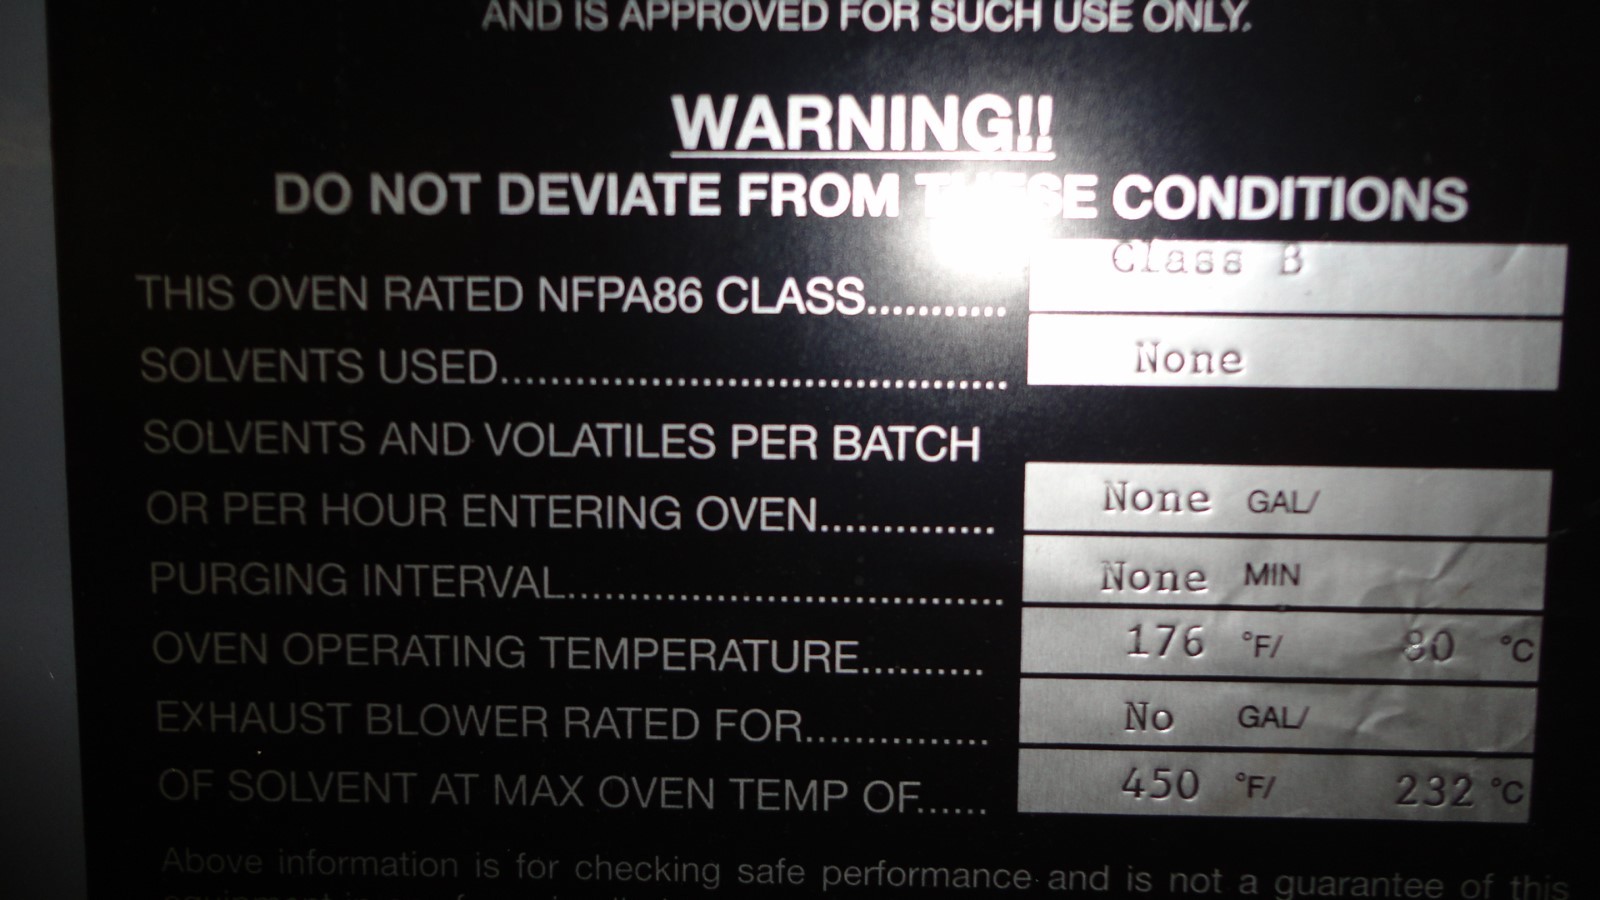 AND IS APPROVED FOR SUCH USE ONLY.
WARNING!!
DO NOT DEVIATE FROM THESE CONDITIONS
THIS OVEN RATED NFPA86 CLASS........... Class B
SOLVENTS USED......................................... None
SOLVENTS AND VOLATILES PER BATCH
OR PER HOUR ENTERING OVEN.............. None GAL/
PURGING INTERVAL................................... None MIN
OVEN OPERATING TEMPERATURE.......... 176 °F/ 80 °C
EXHAUST BLOWER RATED FOR............... No GAL/
OF SOLVENT AT MAX OVEN TEMP OF...... 450 °F/ 232 °C
Above information is for checking safe performance and is not a guarantee of this